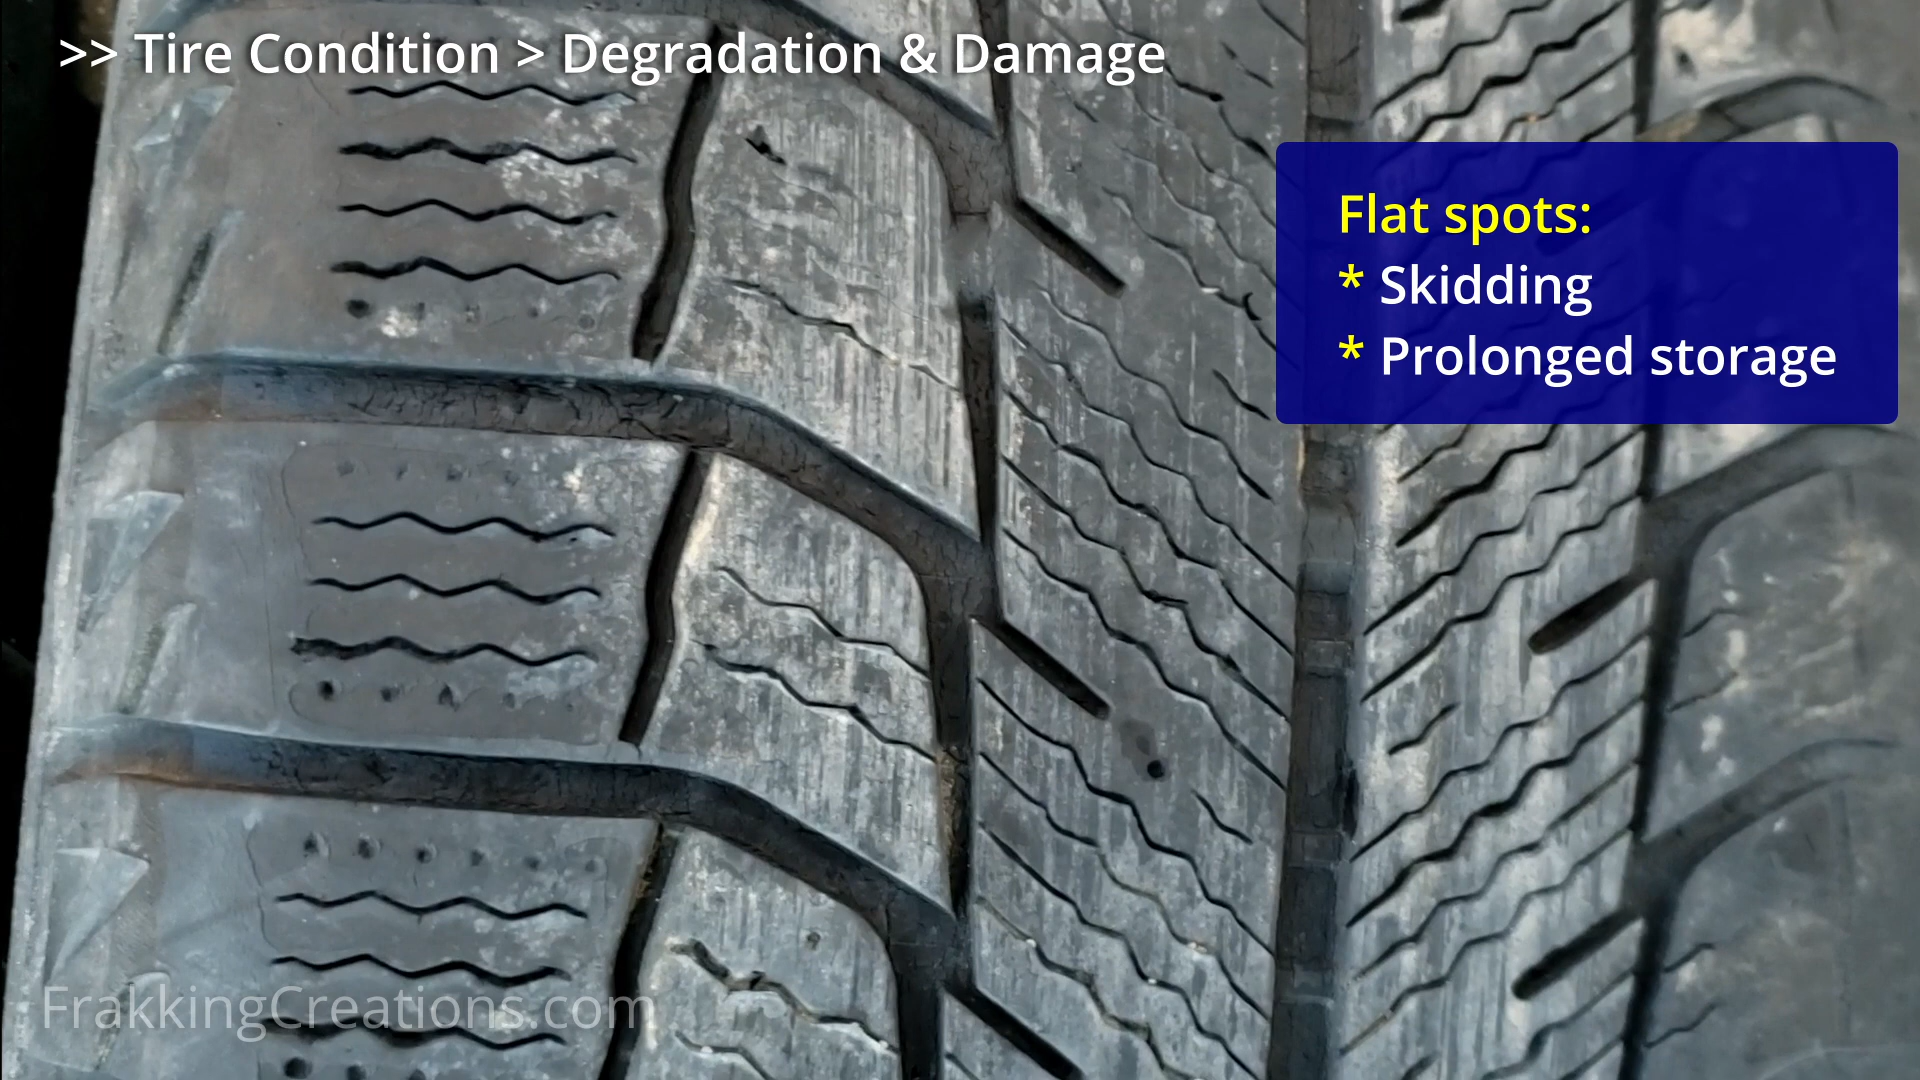 >> Tire Condition > Degradation & Damage
Flat spots:
* Skidding
* Prolonged storage
FrakkingCreations.com